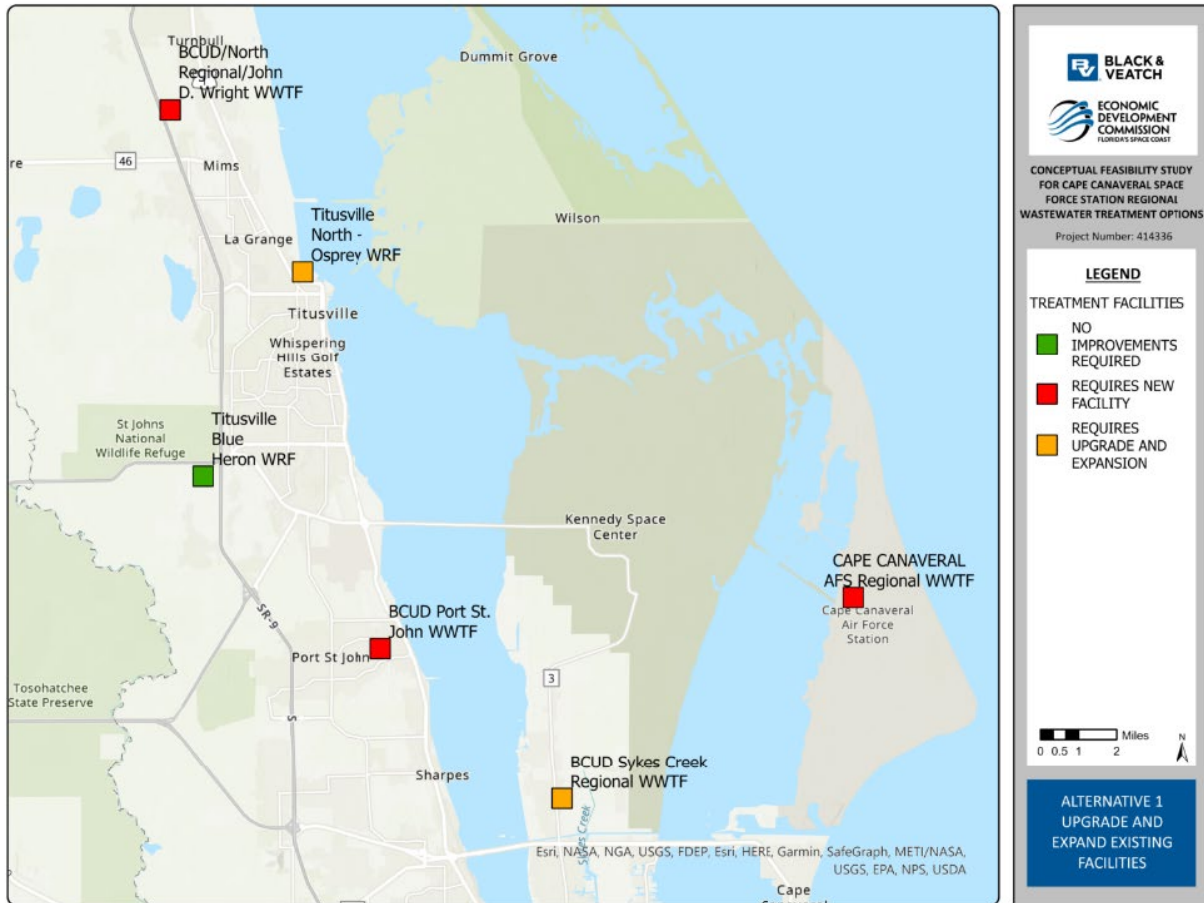 Turnbull
BCUD/North
Regional/John
D. Wright WWTF
Dummit Grove
re
46
Mims
Wilson
La Grange
Titusville
North -
Osprey WRF
Titusville
Whispering
Hills Golf
Estates
St Johns
National
Wildlife Refuge
Titusville
Blue
Heron WRF
Kennedy Space
Center
CAPE CANAVERAL
AFS Regional WWTF
Cape Canaveral
Air Force
Station
SR-9
BCUD Port St.
John WWTF
Port St John
3
Tosohatchee
State Preserve
S
Sharpes
BCUD Sykes Creek
Regional WWTF
Sykes Creek
Esri, NASA, NGA, USGS, FDEP, Esri, HERE, Garmin, SafeGraph, METI/NASA,
USGS, EPA, NPS, USDA
Cape
BV
BLACK &
VEATCH
ECONOMIC
DEVELOPMENT
COMMISSION
FLORIDA'S SPACE COAST
CONCEPTUAL FEASIBILITY STUDY
FOR CAPE CANAVERAL SPACE
FORCE STATION REGIONAL
WASTEWATER TREATMENT OPTIONS
Project Number: 414336
LEGEND
TREATMENT FACILITIES
NO
IMPROVEMENTS
REQUIRED
REQUIRES NEW
FACILITY
REQUIRES
UPGRADE AND
EXPANSION
Miles
0 0.5 1 2
N
ALTERNATIVE 1
UPGRADE AND
EXPAND EXISTING
FACILITIES